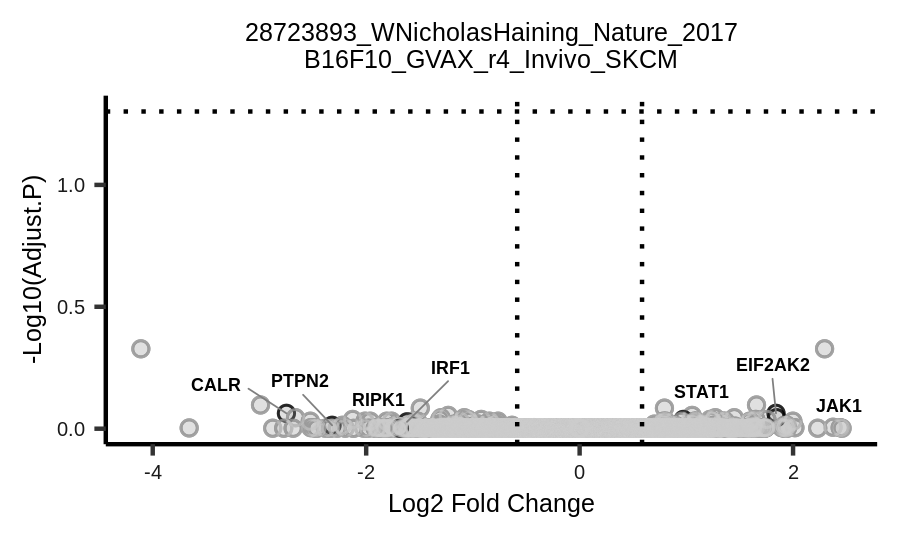 28723893_WNicholasHaining_Nature_2017
B16F10_GVAX_r4_Invivo_SKCM
-Log10(Adjust.P)
1.0
0.5
0.0
CALR
PTPN2
RIPK1
IRF1
STAT1
EIF2AK2
JAK1
-4
-2
0
2
Log2 Fold Change